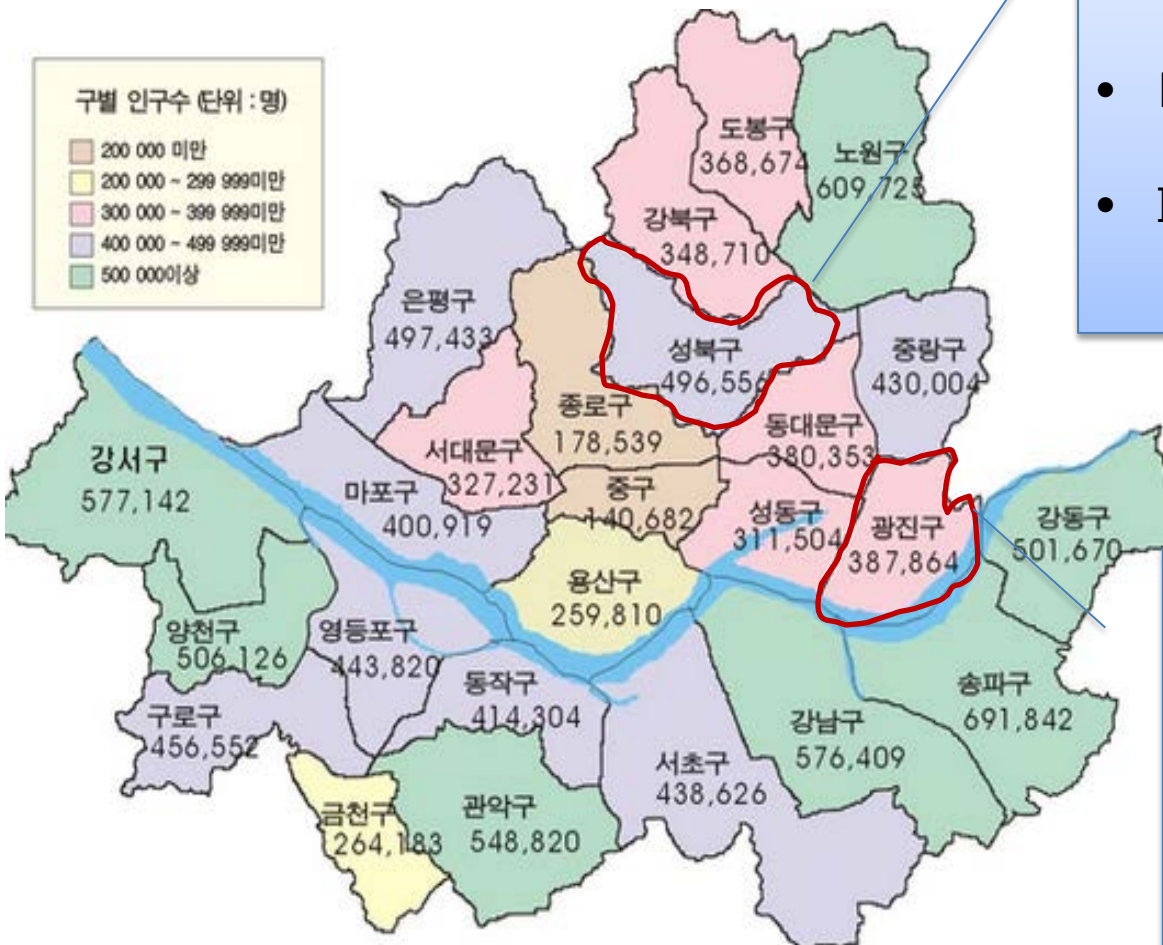 구별 인구수 (단위 : 명)
200 000 미만
200 000 ~ 299 999미만
300 000 ~ 399 999미만
400 000 ~ 499 999미만
500 000이상
도봉구
368,674
노원구
609,725
강북구
348,710
은평구
497,433
성북구
496,556
중랑구
430,004
종로구
178,539
동대문구
380,353
서대문구
327,231
강서구
577,142
마포구
400,919
중구
140,682
성동구
311,504
광진구
387,864
강동구
501,670
용산구
259,810
양천구
506,126
영등포구
443,820
동작구
414,304
송파구
691,842
강남구
576,409
구로구
456,552
서초구
438,626
금천구
264,183
관악구
548,820